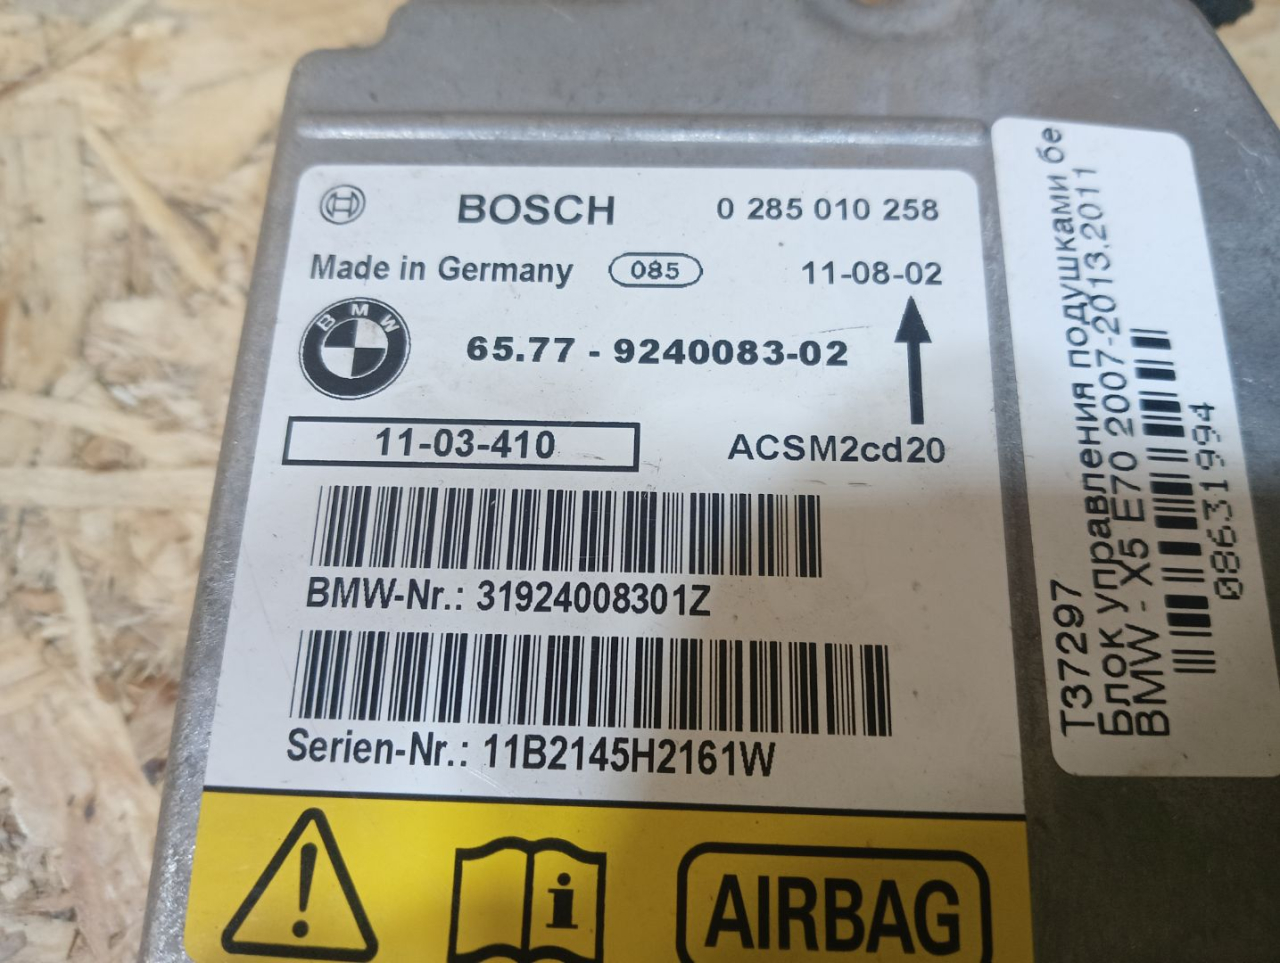 BOSCH 0 285 010 258
Made in Germany 085 11-08-02
BMW 65.77 - 9240083-02
11-03-410 ACSM2cd20
BMW-Nr.: 31924008301Z
Serien-Nr.: 11B2145H2161W
i AIRBAG
T37297
Блок управления подушками бе
BMW - X5 E70 2007-2013.2011
086319994